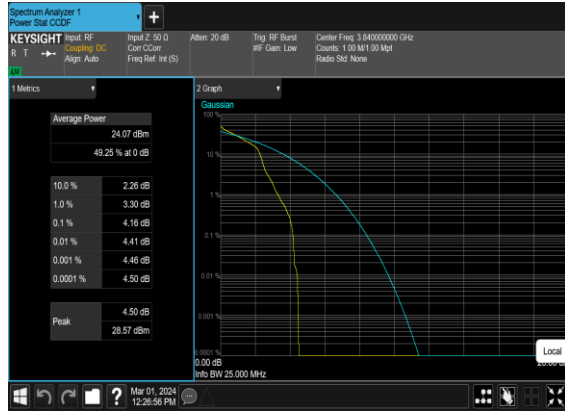 Spectrum Analyzer 1
Power Stat CCDF
KEYSIGHT
R T
LV
Input: RF
Coupling: DC
Align: Auto
Input Z: 50 Ω
Corr CCorr
Freq Ref: Int (S)
Atten: 20 dB
Trig: RF Burst
#IF Gain: Low
Center Freq: 3.840000000 GHz
Counts: 1.00 M/1.00 Mpt
Radio Std: None
1 Metrics
Average Power
24.07 dBm
49.25 % at 0 dB
10.0 % 2.26 dB
1.0 % 3.30 dB
0.1 % 4.16 dB
0.01 % 4.41 dB
0.001 % 4.46 dB
0.0001 % 4.50 dB
Peak
4.50 dB
28.57 dBm
2 Graph
Gaussian
100 %
10 %
1 %
0.1 %
0.01 %
0.001 %
0.0001 %
0.00 dB
Info BW 25.000 MHz
Local
Mar 01, 2024
12:26:56 PM